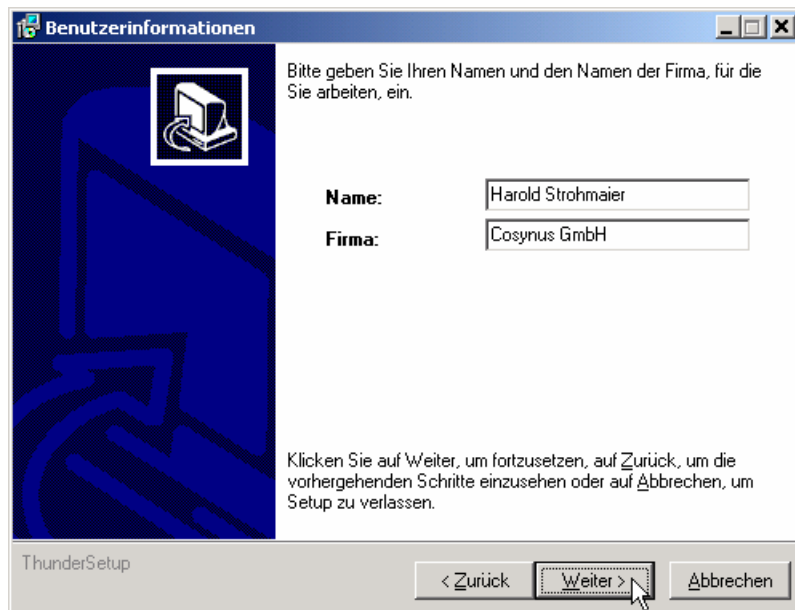 Benutzerinformationen
Bitte geben Sie Ihren Namen und den Namen der Firma, für die
Sie arbeiten, ein.
Name:
Harold Strohmaier
Firma:
Cosynus GmbH
Klicken Sie auf Weiter, um fortzusetzen, auf Zurück, um die
vorhergehenden Schritte einzusehen oder auf Abbrechen, um
Setup zu verlassen.
ThunderSetup
< Zurück
Weiter >
Abbrechen